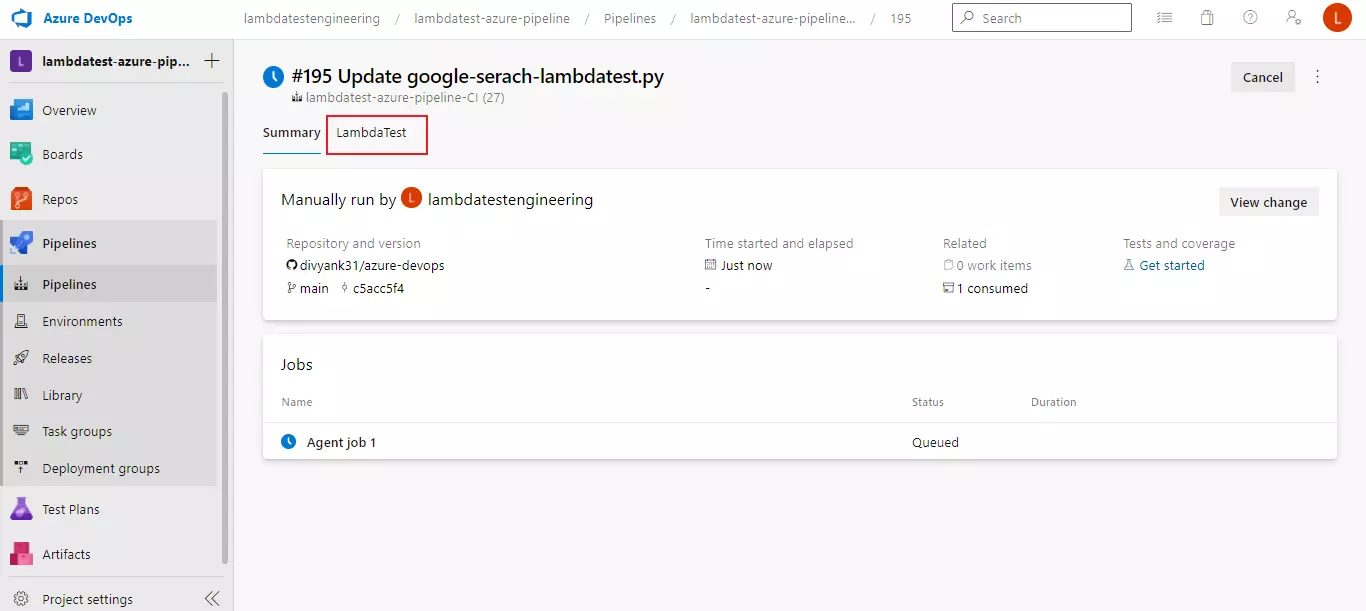 Azure DevOps
lambdatestengineering / lambdatest-azure-pipeline / Pipelines / lambdatest-azure-pipeline... / 195
Search
L
L lambdatest-azure-pip... +
Overview
Boards
Repos
Pipelines
Pipelines
Environments
Releases
Library
Task groups
Deployment groups
Test Plans
Artifacts
Project settings
#195 Update google-serach-lambdatest.py
lambdatest-azure-pipeline-CI (27)
Cancel
Summary LambdaTest
Manually run by L lambdatestengineering
View change
Repository and version Time started and elapsed Related Tests and coverage
divyank31/azure-devops Just now 0 work items Get started
main c5acc5f4 - 1 consumed
Jobs
Name Status Duration
Agent job 1 Queued